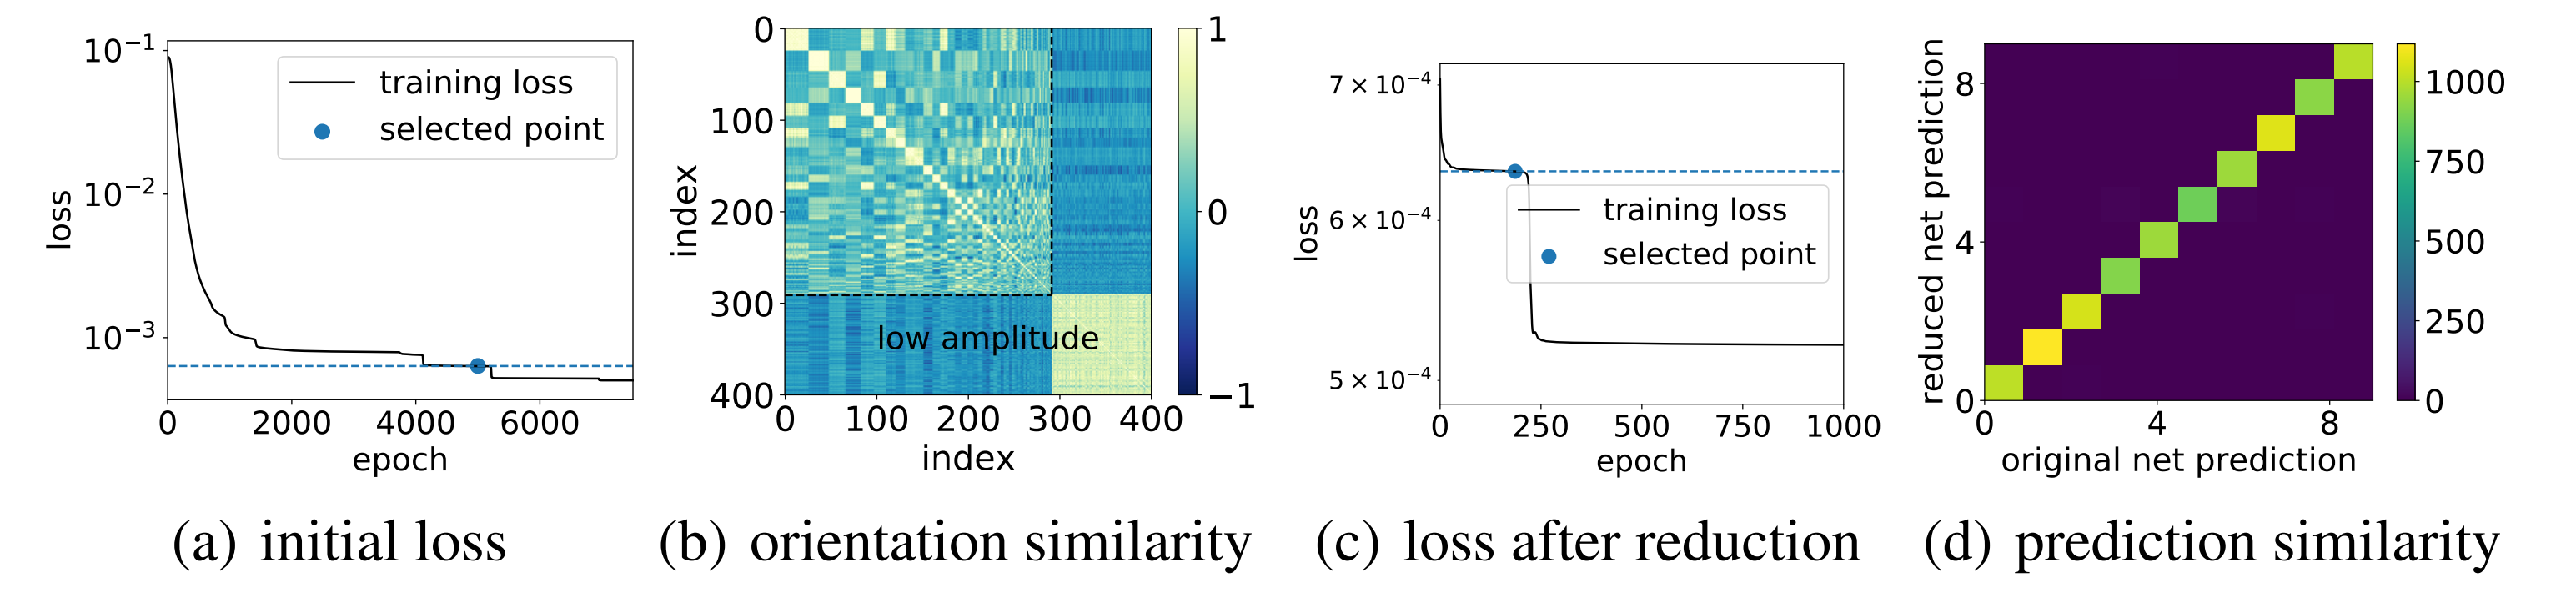 10⁻¹
10⁻²
10⁻³
loss
training loss
selected point
0 2000 4000 6000
epoch
(a) initial loss
0
100
200
300
400
index
low amplitude
0 100 200 300 400
index
1
0
−1
(b) orientation similarity
7 × 10⁻⁴
6 × 10⁻⁴
5 × 10⁻⁴
loss
training loss
selected point
0 250 500 750 1000
epoch
(c) loss after reduction
8
4
0
reduced net prediction
0 4 8
original net prediction
1000
750
500
250
0
(d) prediction similarity